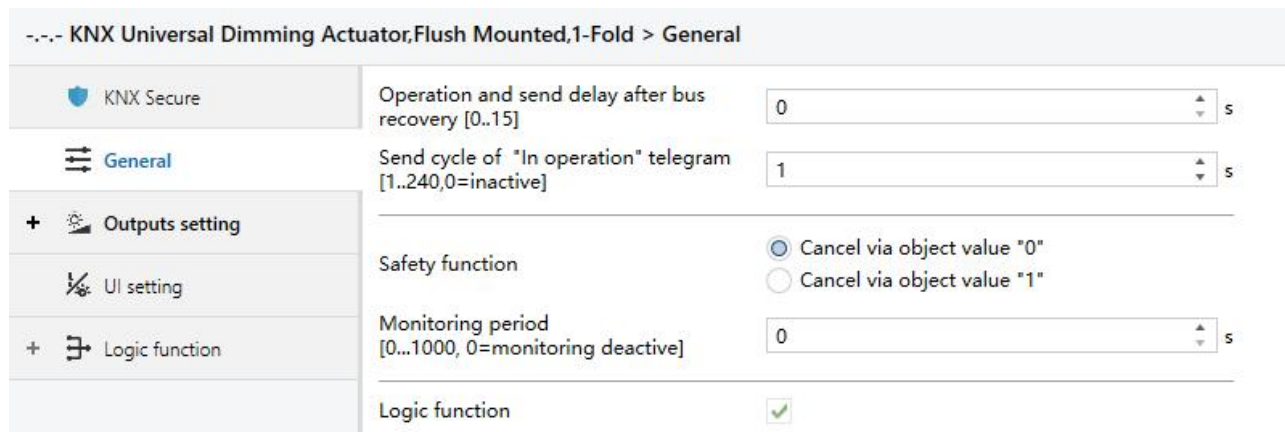 -.-.- KNX Universal Dimming Actuator,Flush Mounted,1-Fold > General
KNX Secure
General
+ Outputs setting
UI setting
+ Logic function
Operation and send delay after bus
recovery [0..15]
0 s
Send cycle of "In operation" telegram
[1..240,0=inactive]
1 s
Safety function
Cancel via object value "0"
Cancel via object value "1"
Monitoring period
[0...1000, 0=monitoring deactive]
0 s
Logic function